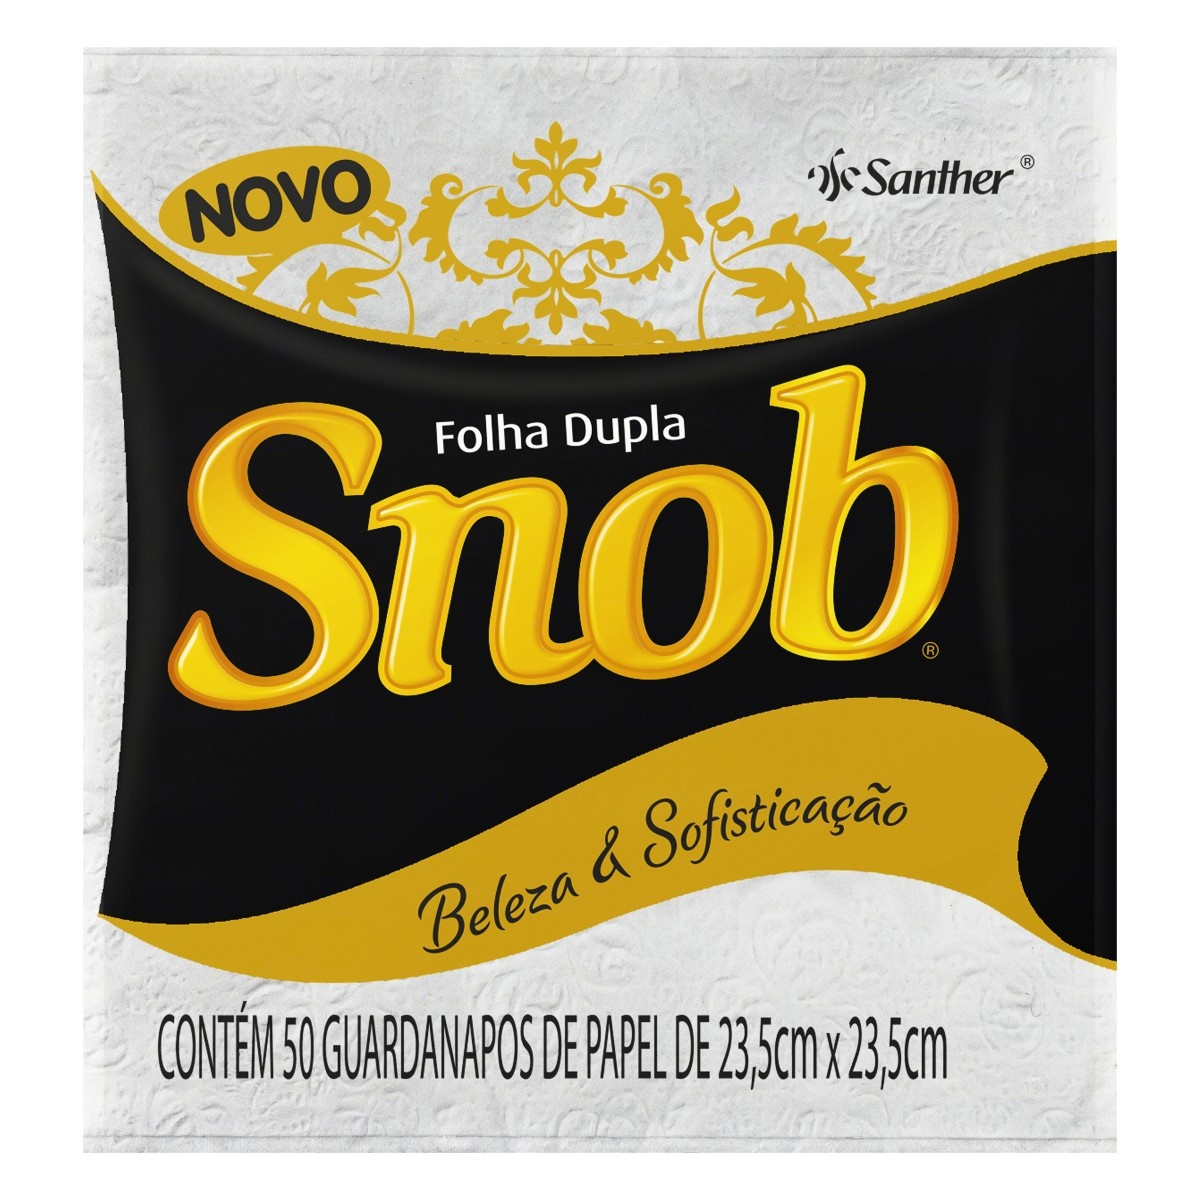 NOVO
Santher®
Folha Dupla
Snob®
Beleza & Sofisticação
CONTÉM 50 GUARDANAPOS DE PAPEL DE 23,5cm x 23,5cm